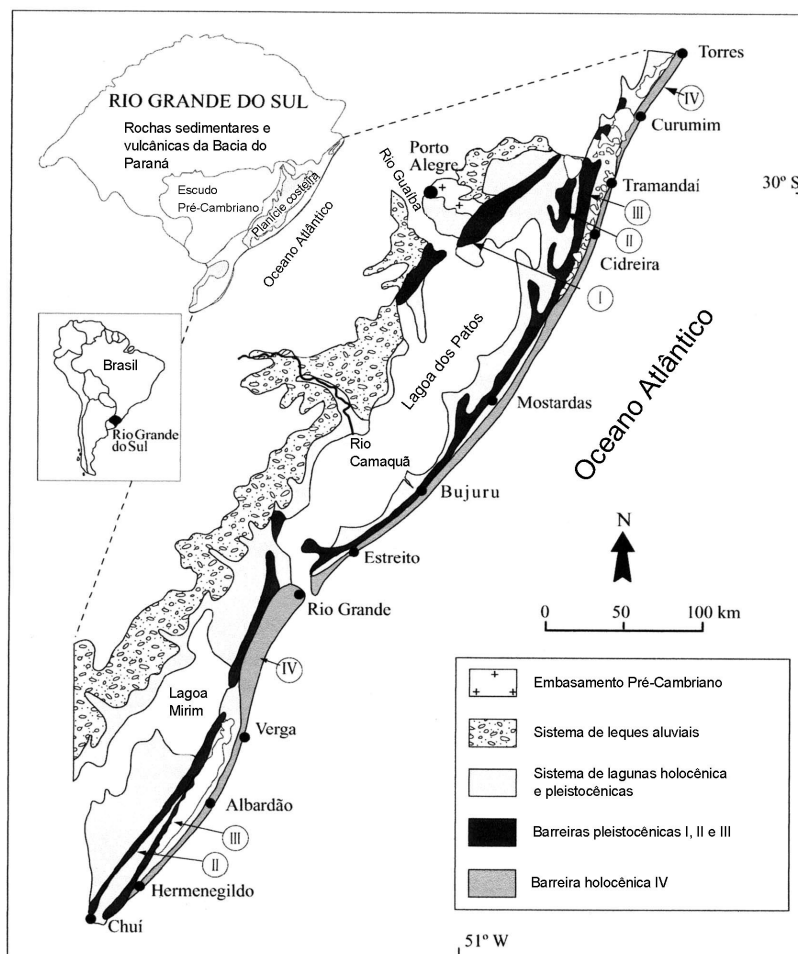 Torres
RIO GRANDE DO SUL
IV
Rochas sedimentares e
vulcânicas da Bacia do
Paraná
Curumim
Porto
Alegre
Rio Guaíba
Escudo
Pré-Cambriano
Planície costeira
Tramandaí
30º S
III
Oceano Atlântico
II
Cidreira
I
Brasil
Rio Grande
do Sul
Lagoa dos Patos
Oceano Atlântico
Mostardas
Rio
Camaquã
Bujuru
N
Estreito
Rio Grande
0 50 100 km
IV
Lagoa
Mirim
Verga
Albardão
III
II
Hermenegildo
Chuí
Embasamento Pré-Cambriano
Sistema de leques aluviais
Sistema de lagunas holocênica
e pleistocênicas
Barreiras pleistocênicas I, II e III
Barreira holocênica IV
51º W